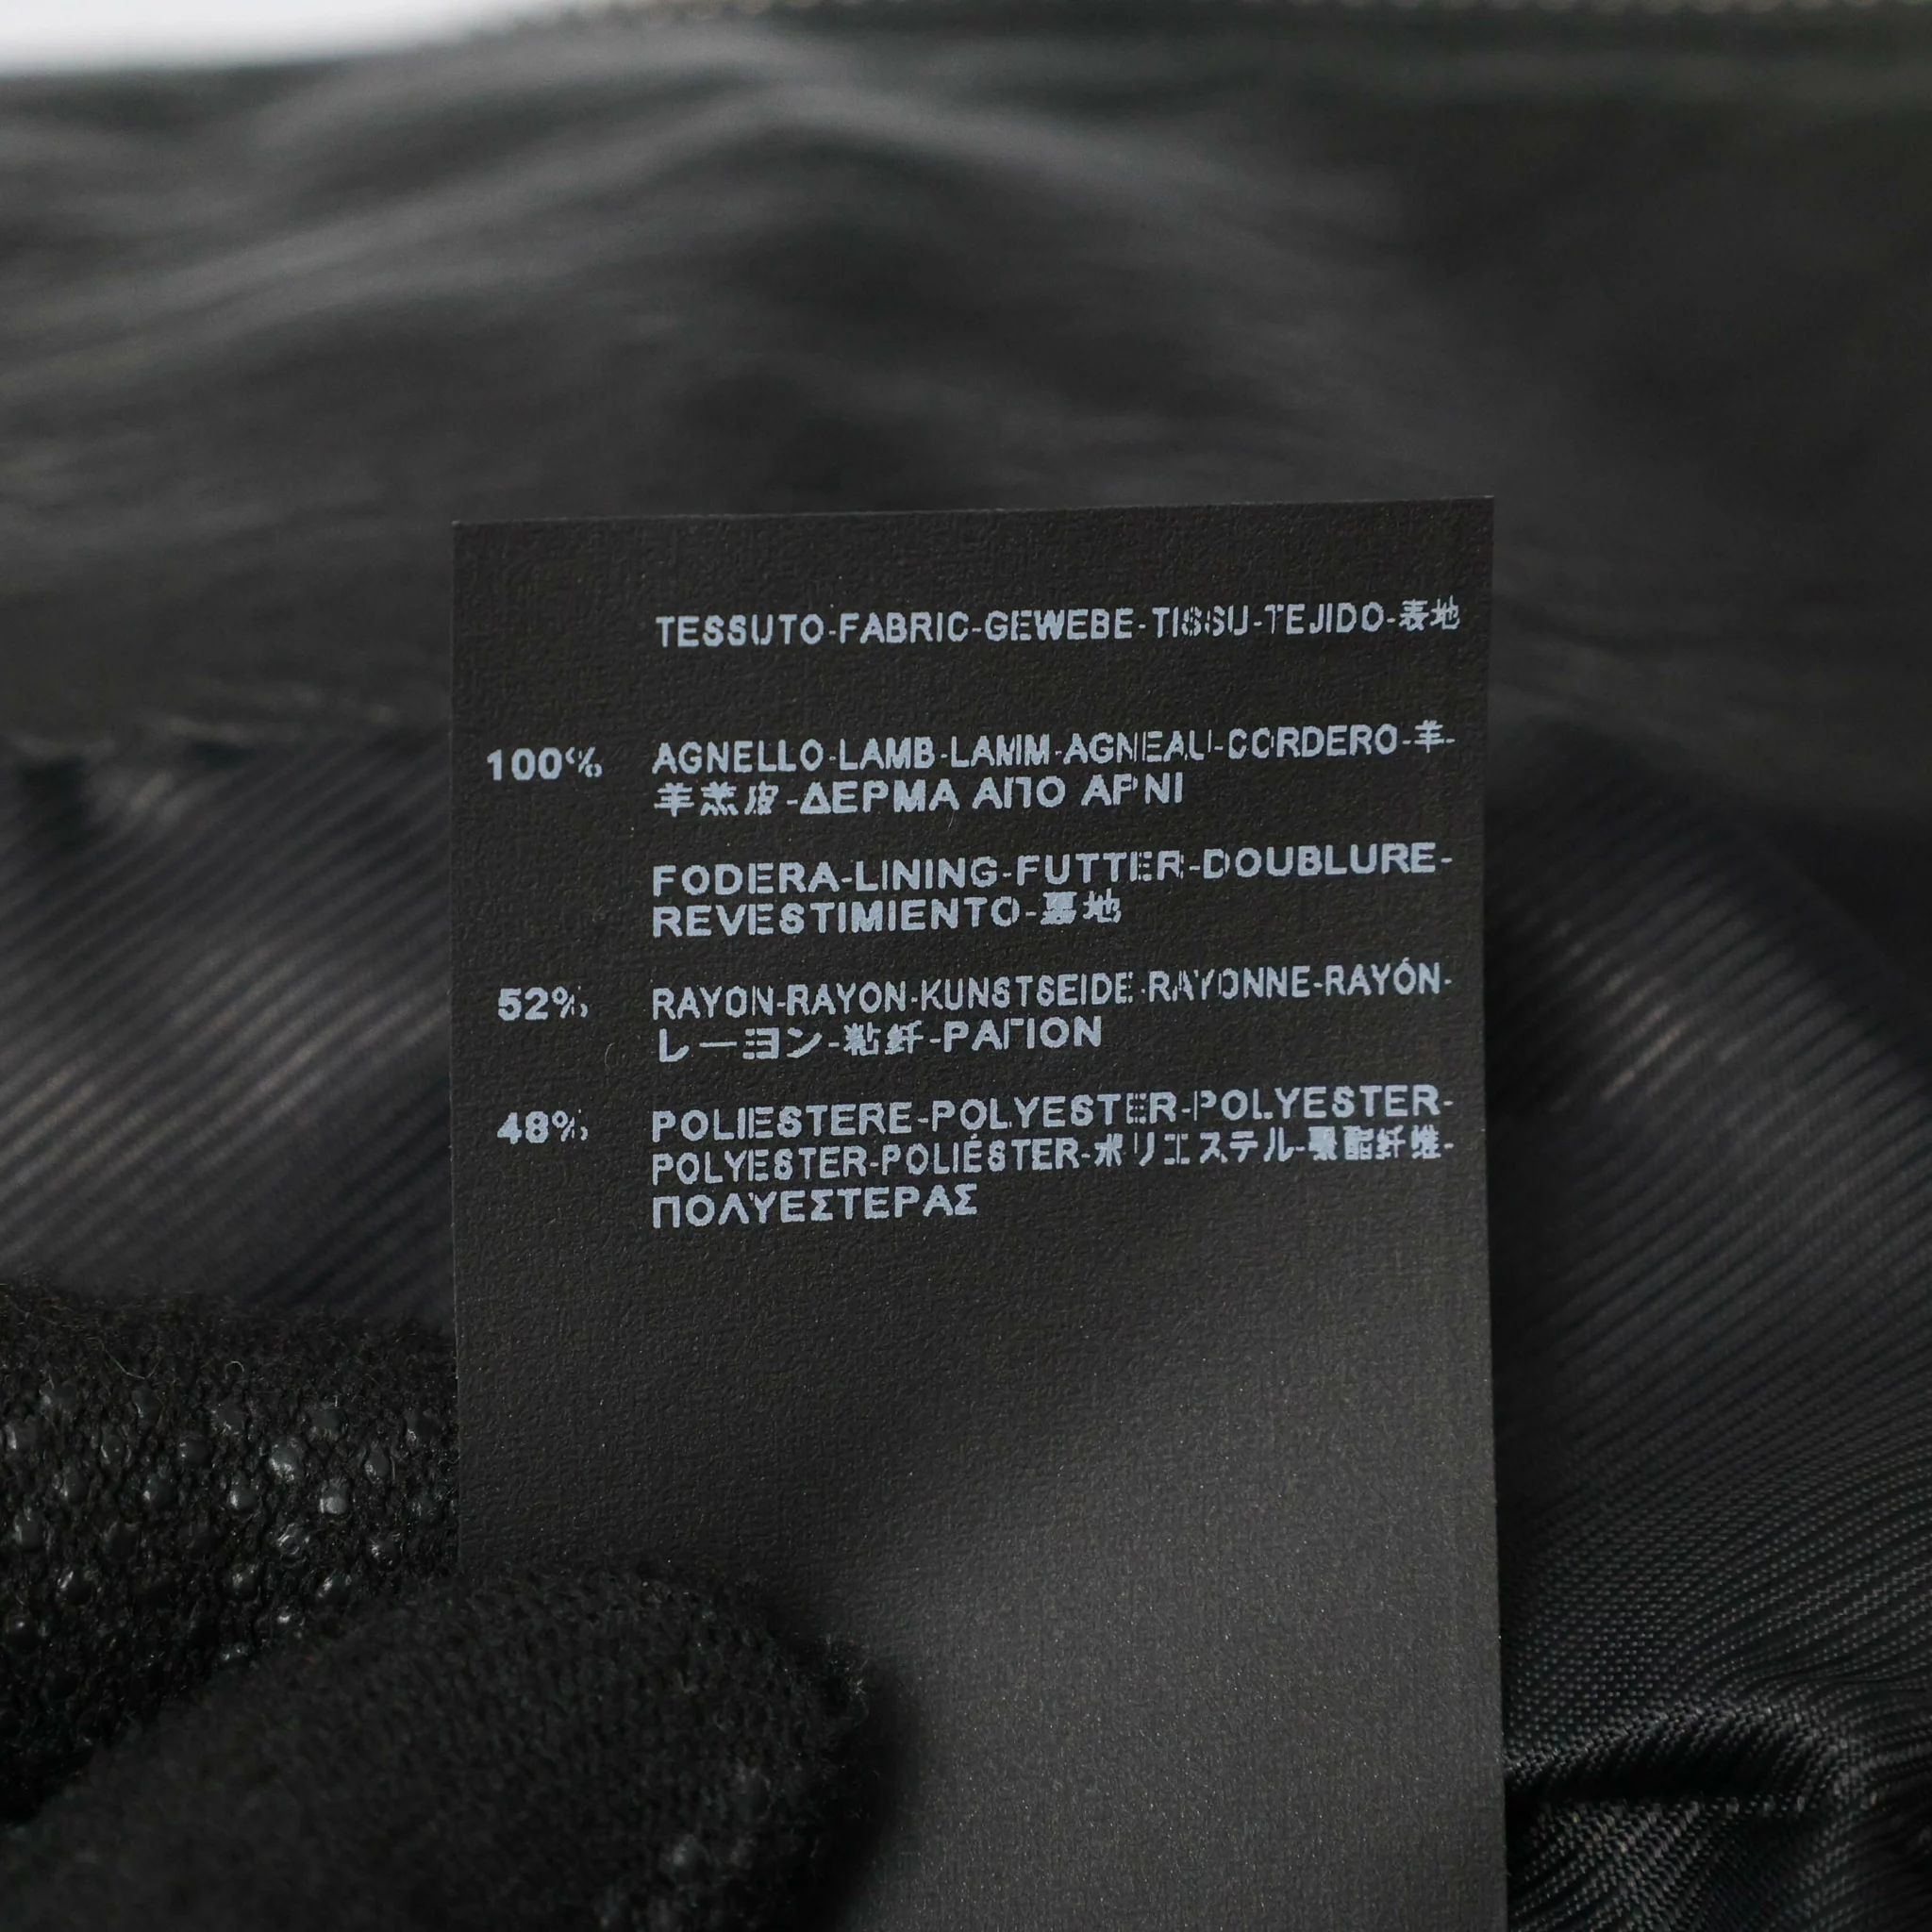 TESSUTO-FABRIC-GEWEBE-TISSU-TEJIDO-表地
100% AGNELLO-LAMB-LAMM-AGNEAU-CORDERO-羊-
羊羔皮-ΔΕΡΜΑ ΑΠΟ ΑΡΝΙ
FODERA-LINING-FUTTER-DOUBLURE-
REVESTIMIENTO-裏地
52% RAYON-RAYON-KUNSTSEIDE-RAYONNE-RAYÓN-
レーヨン-粘纤-ΡΑΓΙΟΝ
48% POLIESTERE-POLYESTER-POLYESTER-
POLYESTER-POLIÉSTER-ポリエステル-聚酯纤维-
ΠΟΛΥΕΣΤΕΡΑΣ